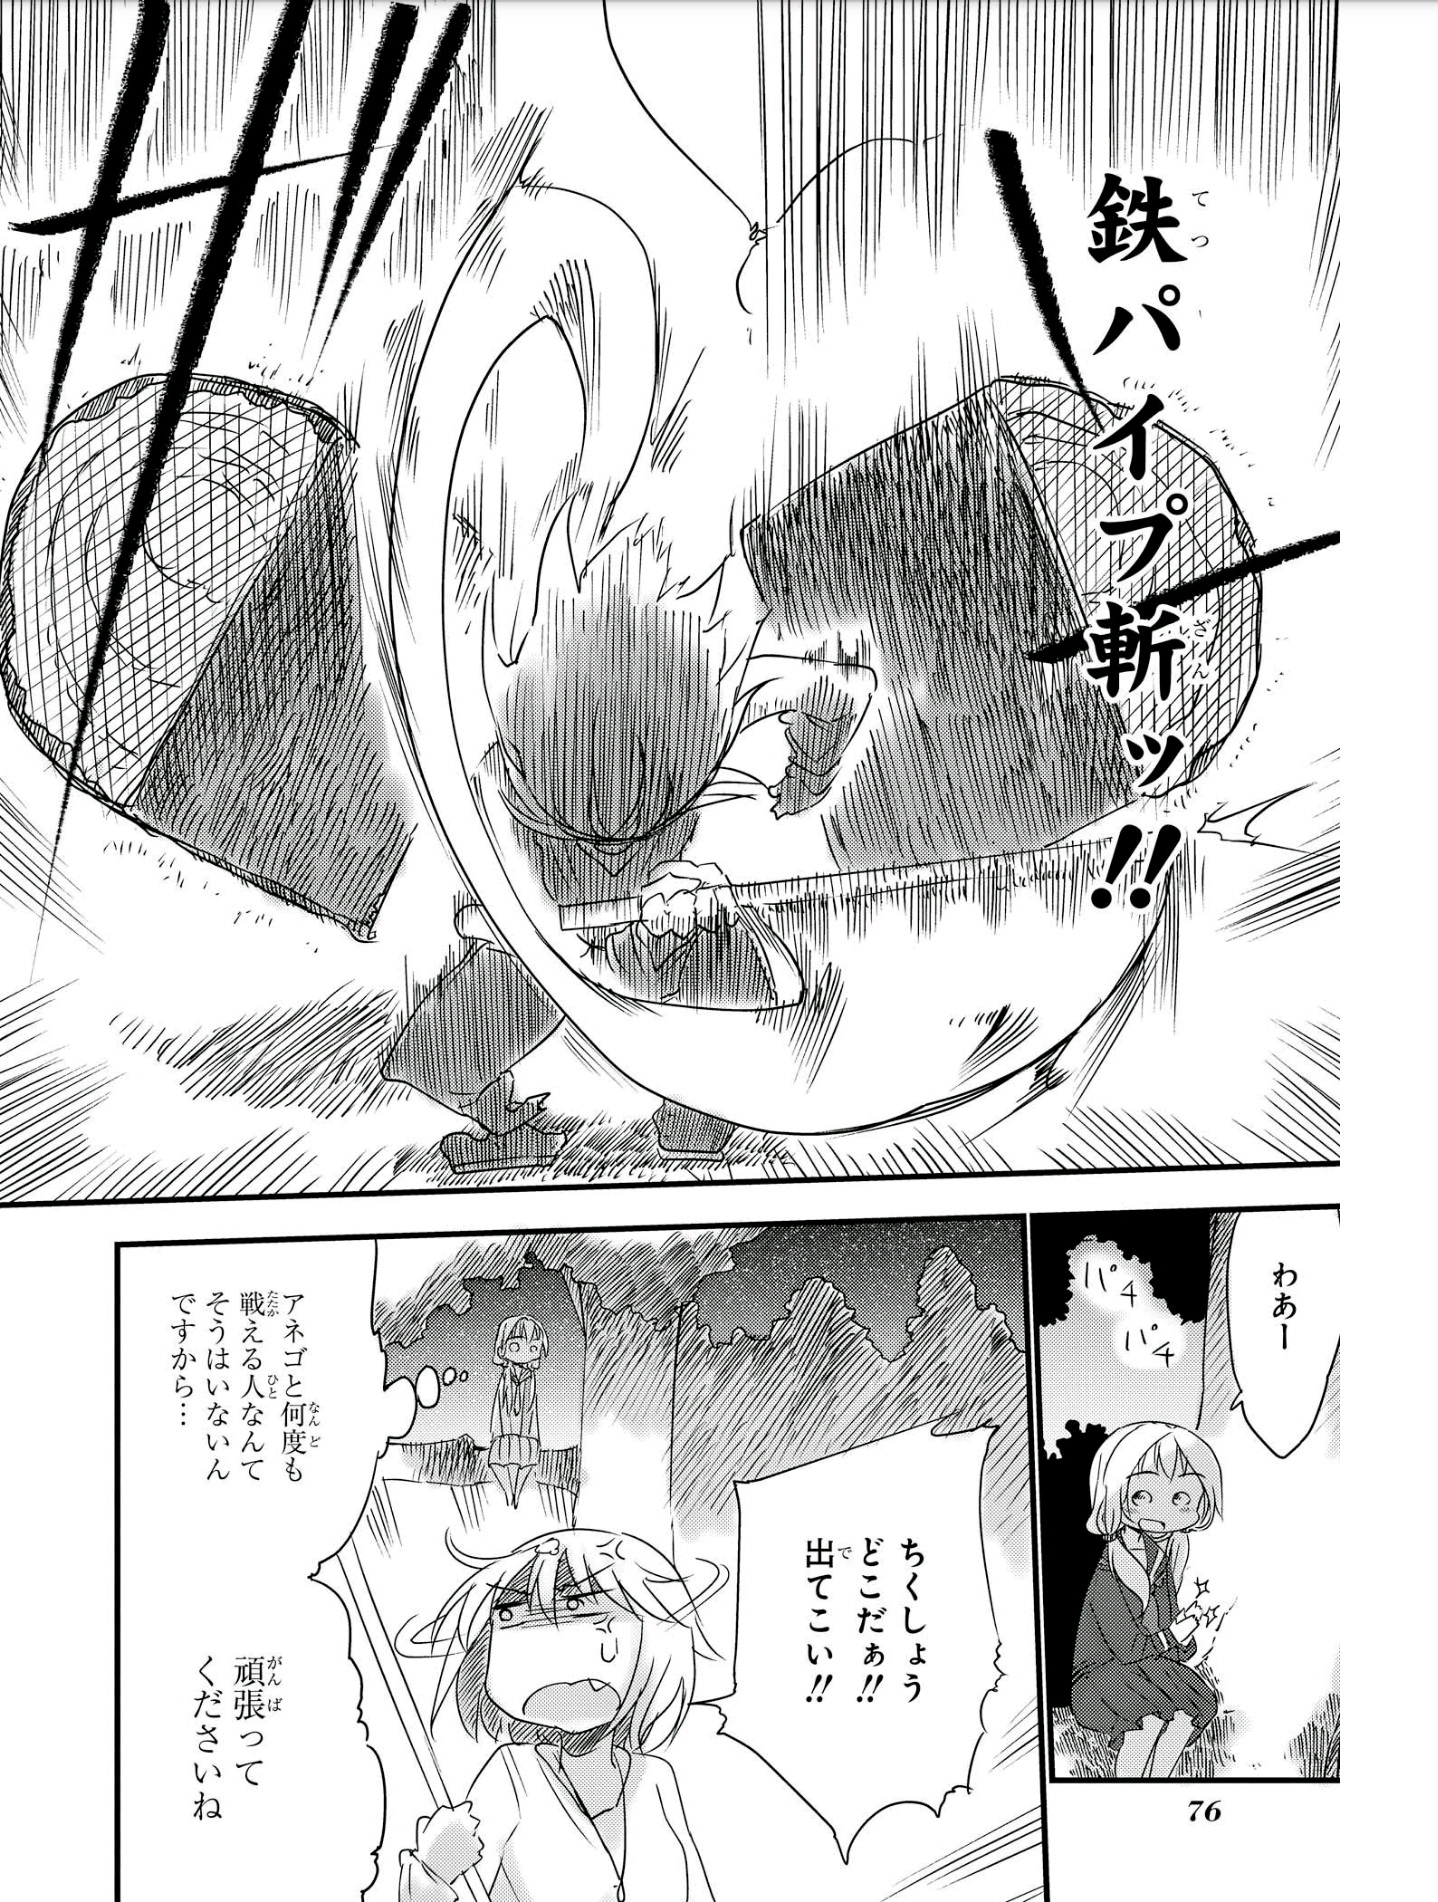 鉄パイプ斬ッ!!
わあー
パチ
パチ
ちくしょう
どこだぁ!!
出てこい!!
アネゴと何度も
戦える人なんて
そうはいないん
ですから…
頑張って
くださいね
76